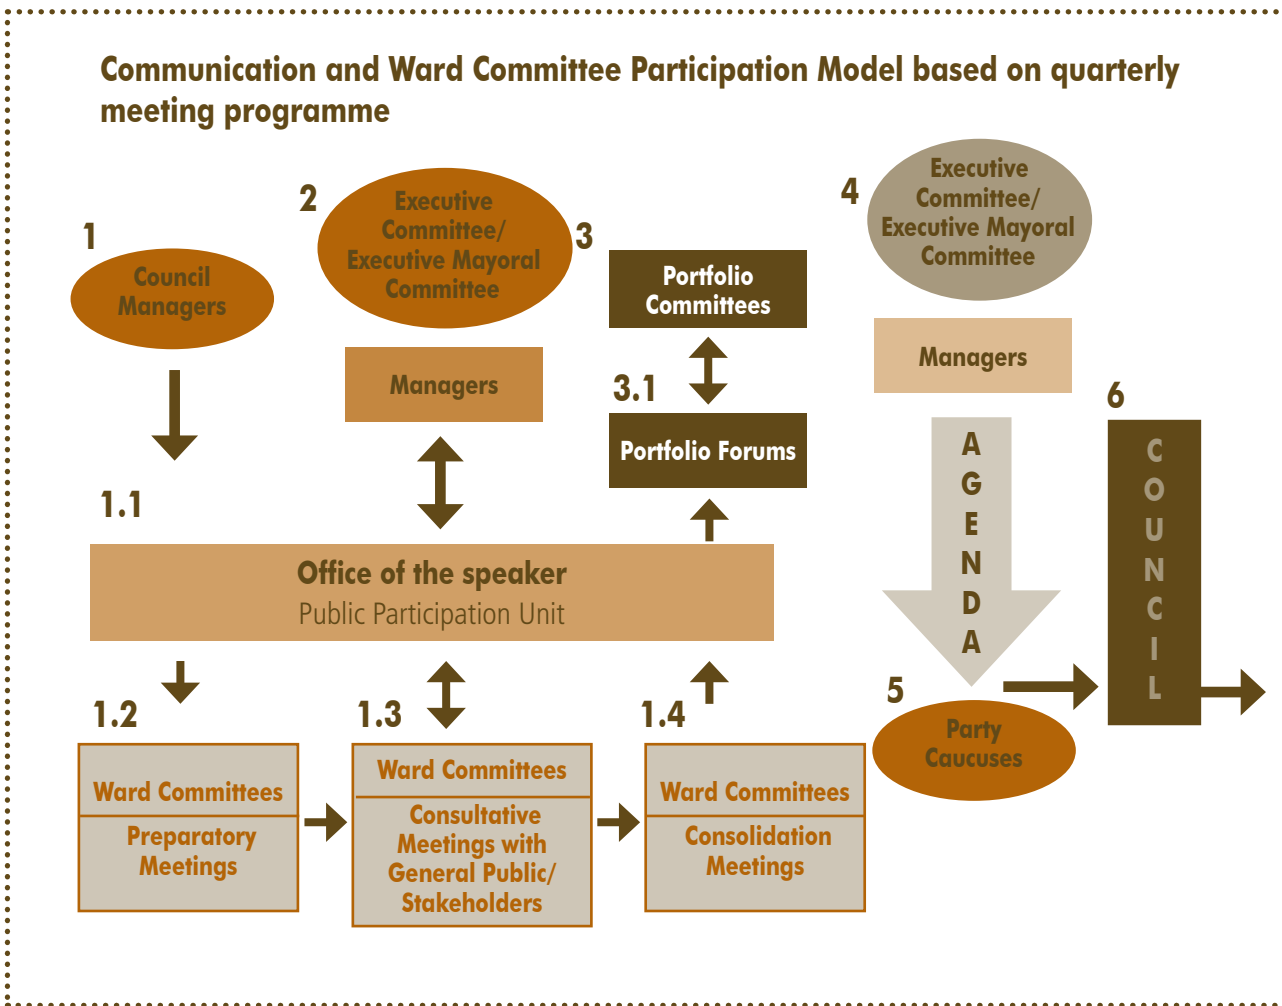 Communication and Ward Committee Participation Model based on quarterly
meeting programme
1
Council
Managers
2
Executive
Committee/
Executive Mayoral
Committee
Managers
3
Portfolio
Committees
3.1
Portfolio Forums
4
Executive
Committee/
Executive Mayoral
Committee
Managers
AGENDA
1.1
Office of the speaker
Public Participation Unit
1.2
Ward Committees
Preparatory
Meetings
1.3
Ward Committees
Consultative
Meetings with
General Public/
Stakeholders
1.4
Ward Committees
Consolidation
Meetings
5
Party
Caucuses
6
COUNCIL